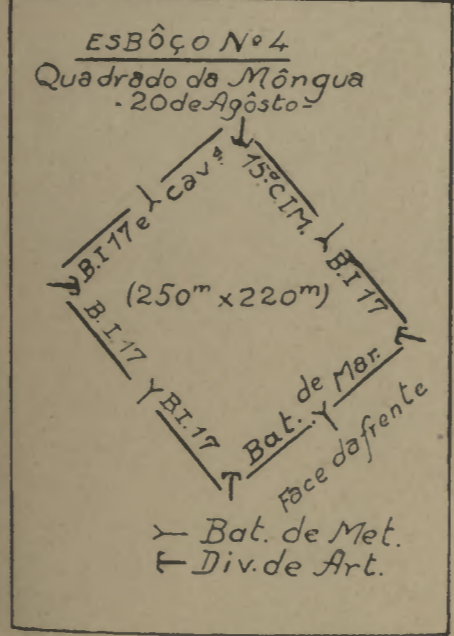 ESBÔÇO Nº 4
Quadrado da Môngua
- 20 de Agôsto -
B.I 17 e cavª.
15ª C.I.M.
B.I 17
(250m x 220m)
B.I.17
B.I.17
Bat. de Mar.
Face da frente
Bat. de Met.
Div. de Art.